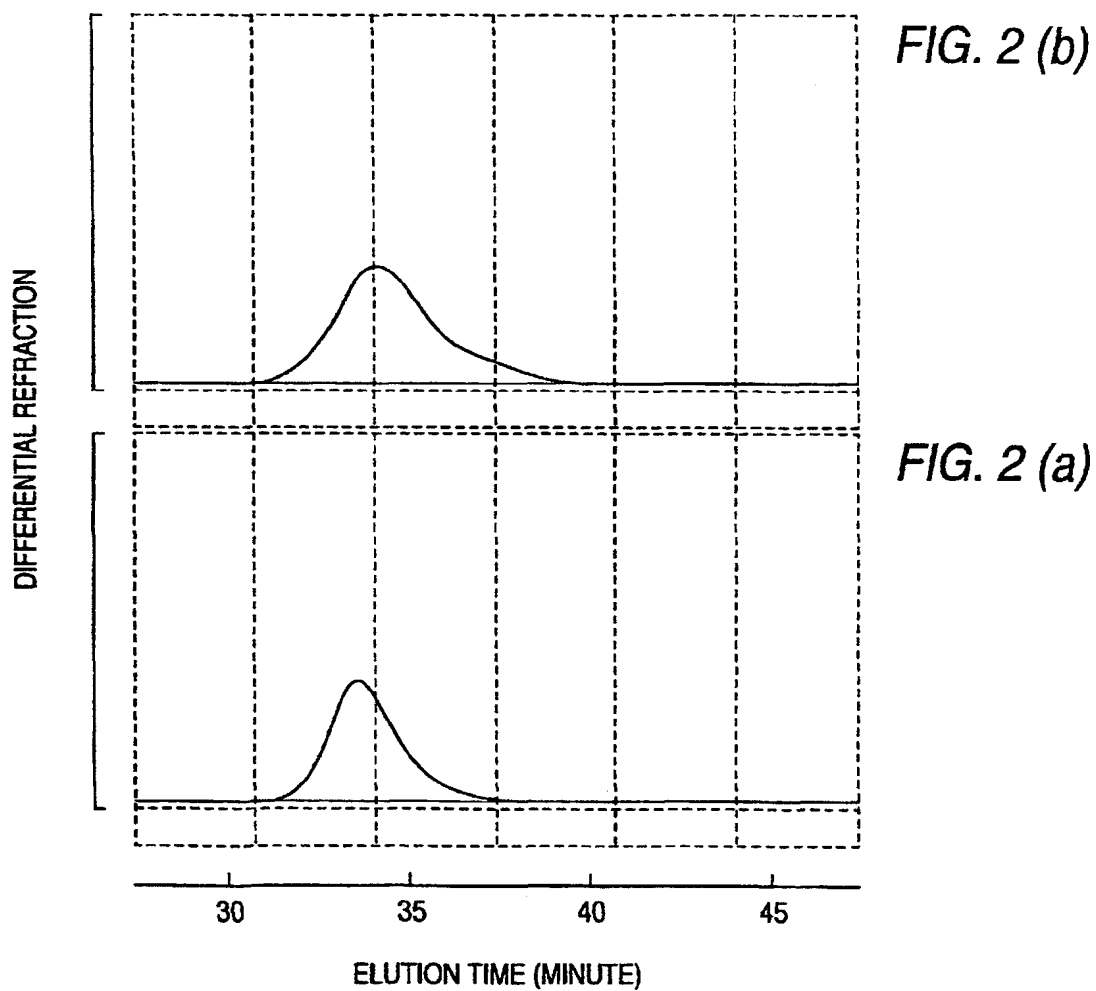 FIG. 2 (b)
DIFFERENTIAL REFRACTION
FIG. 2 (a)
30 35 40 45
ELUTION TIME (MINUTE)